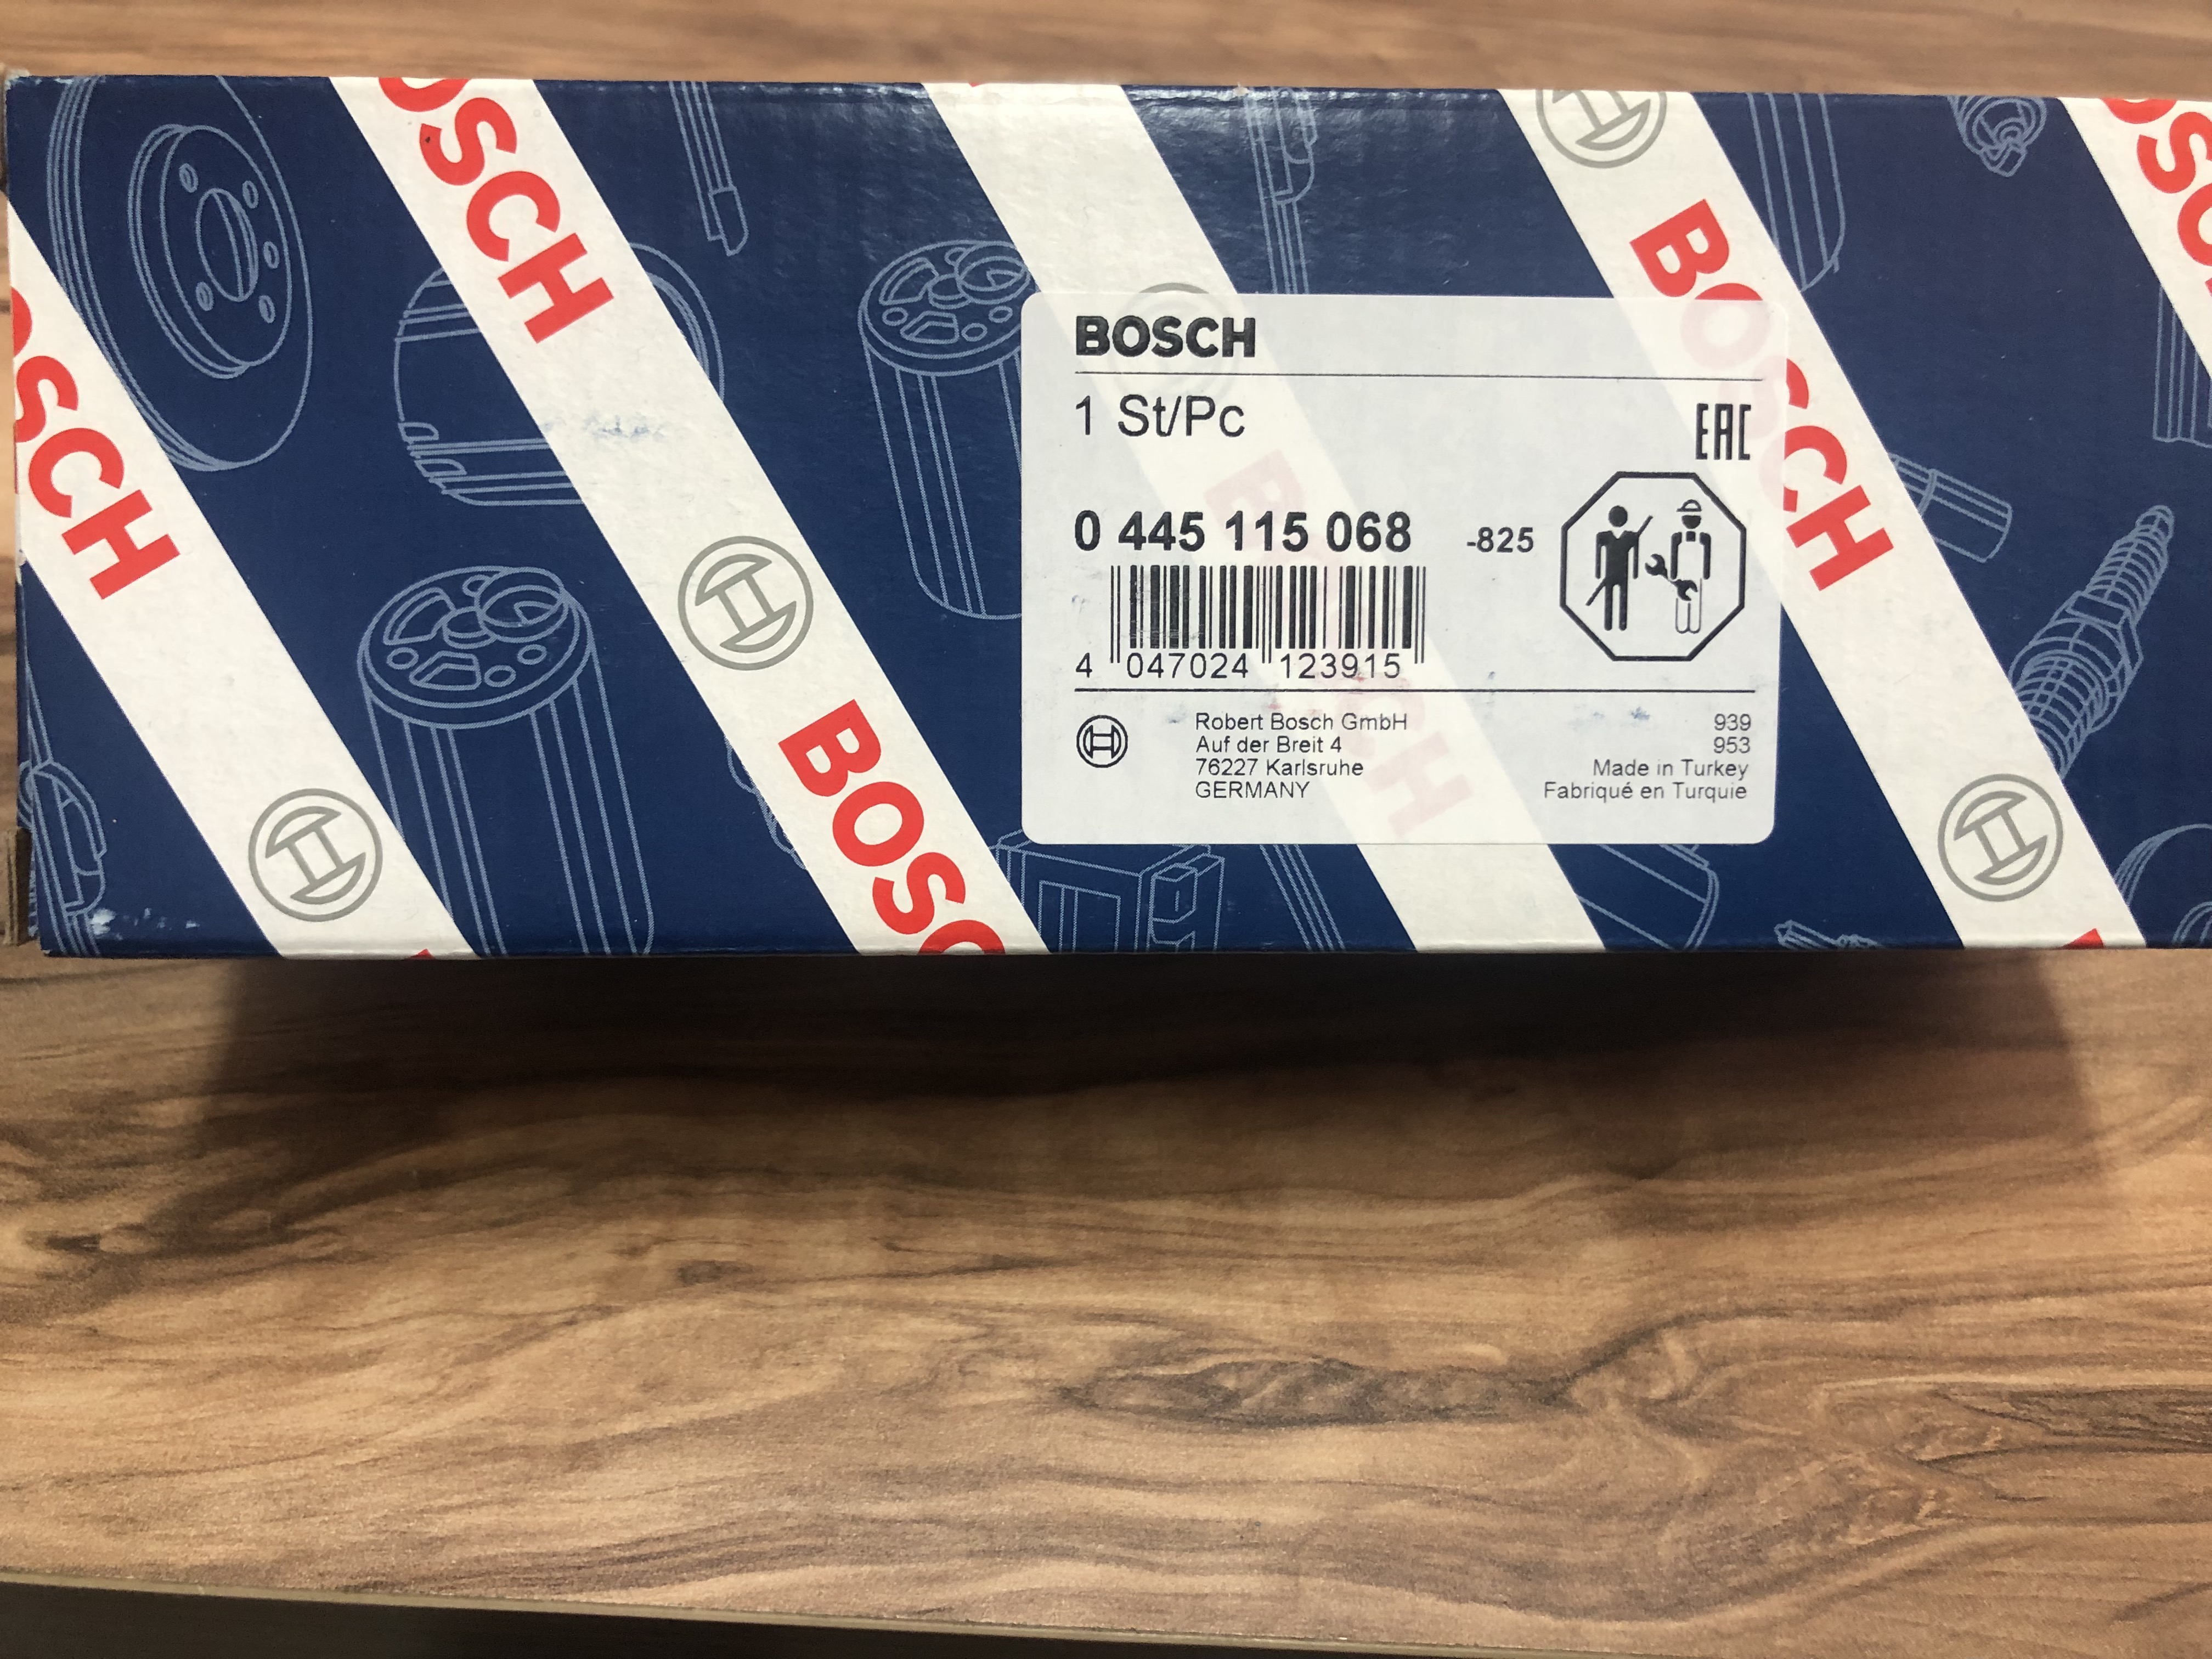 BOSCH
BOSCH
BOSCH
BOSCH
BOSCH
1 St/Pc
EAC
0 445 115 068 -825
4 047024 123915
Robert Bosch GmbH
Auf der Breit 4
76227 Karlsruhe
GERMANY
939
953
Made in Turkey
Fabriqué en Turquie